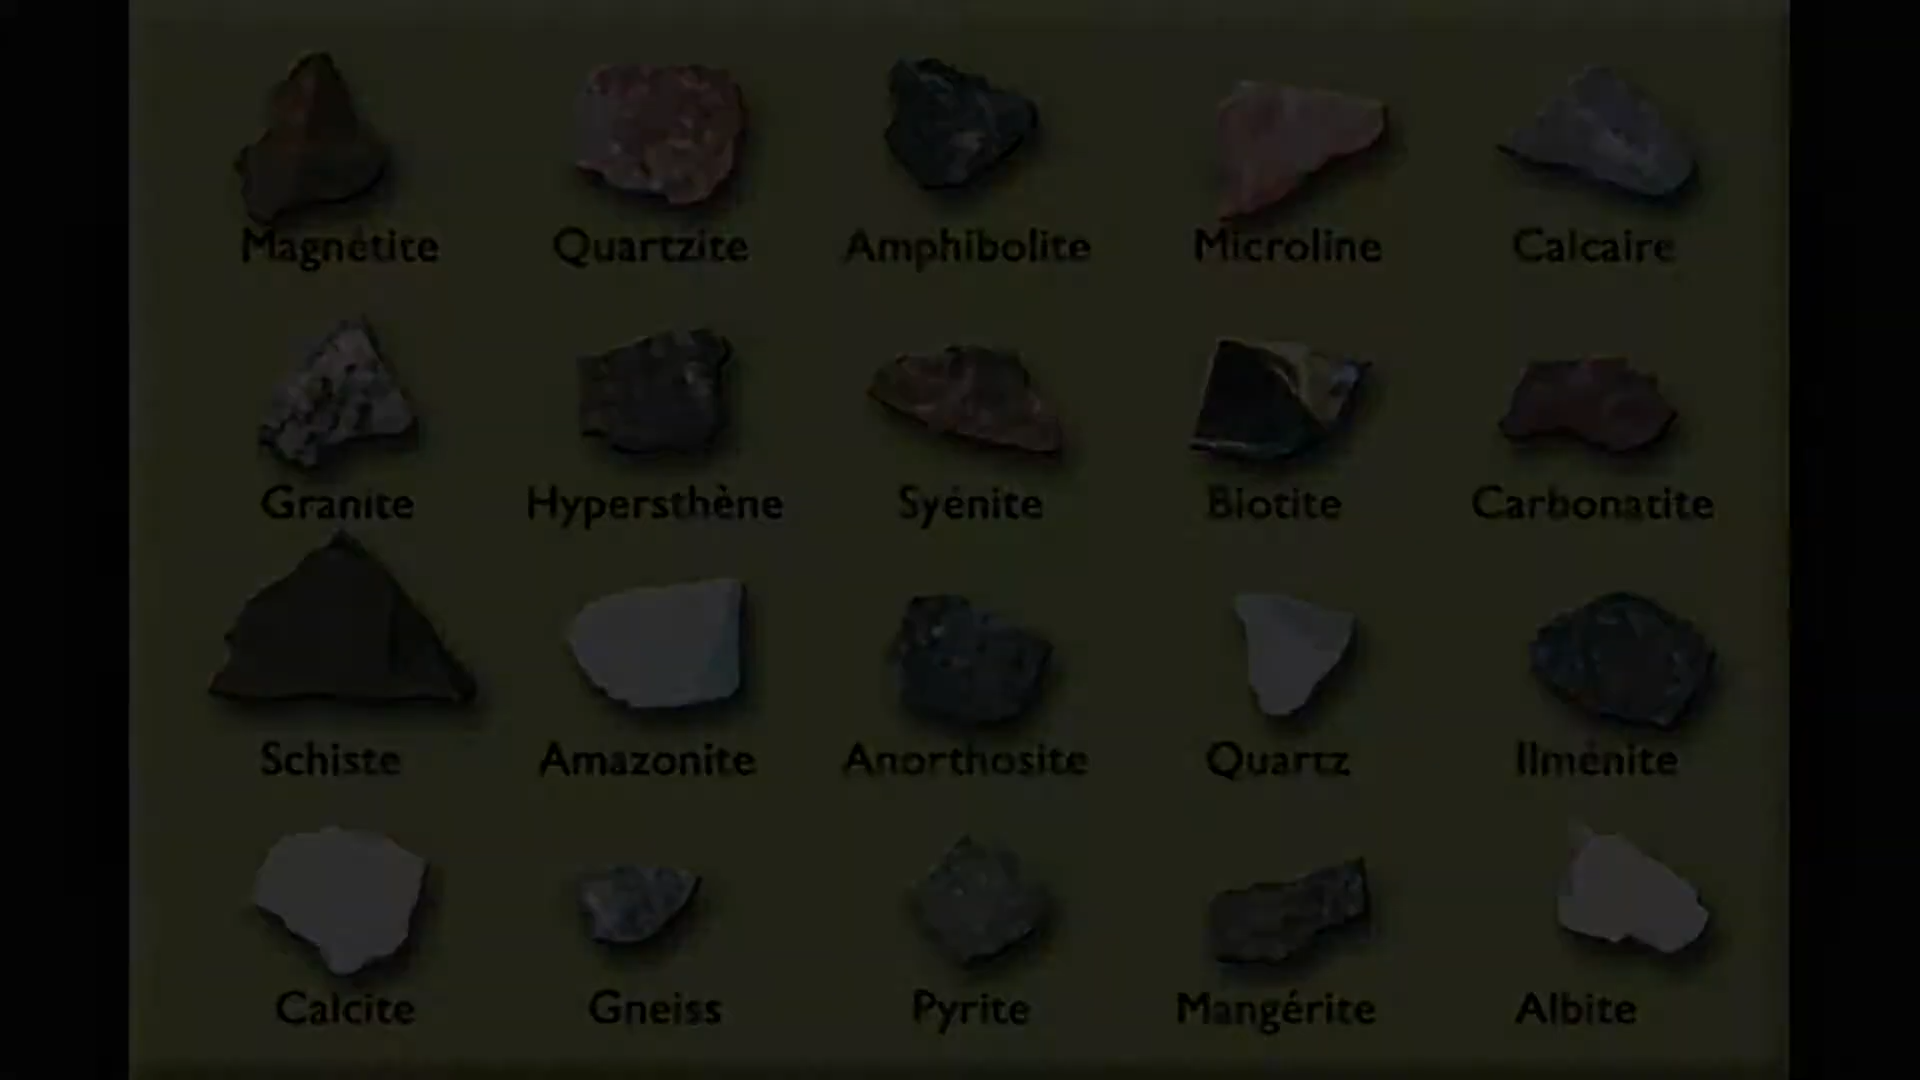 Magnétite Quartzite Amphibolite Microline Calcaire
Granite Hypersthène Syénite Biotite Carbonatite
Schiste Amazonite Anorthosite Quartz Ilménite
Calcite Gneiss Pyrite Mangérite Albite